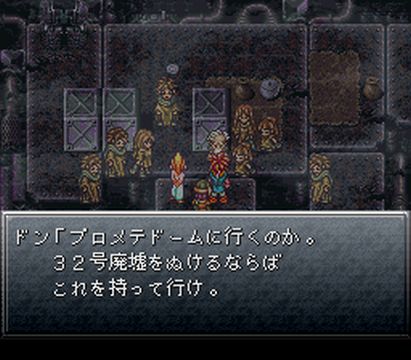 ドン「プロメテドームに行くのか。
３２号廃墟をぬけるならば
これを持って行け。